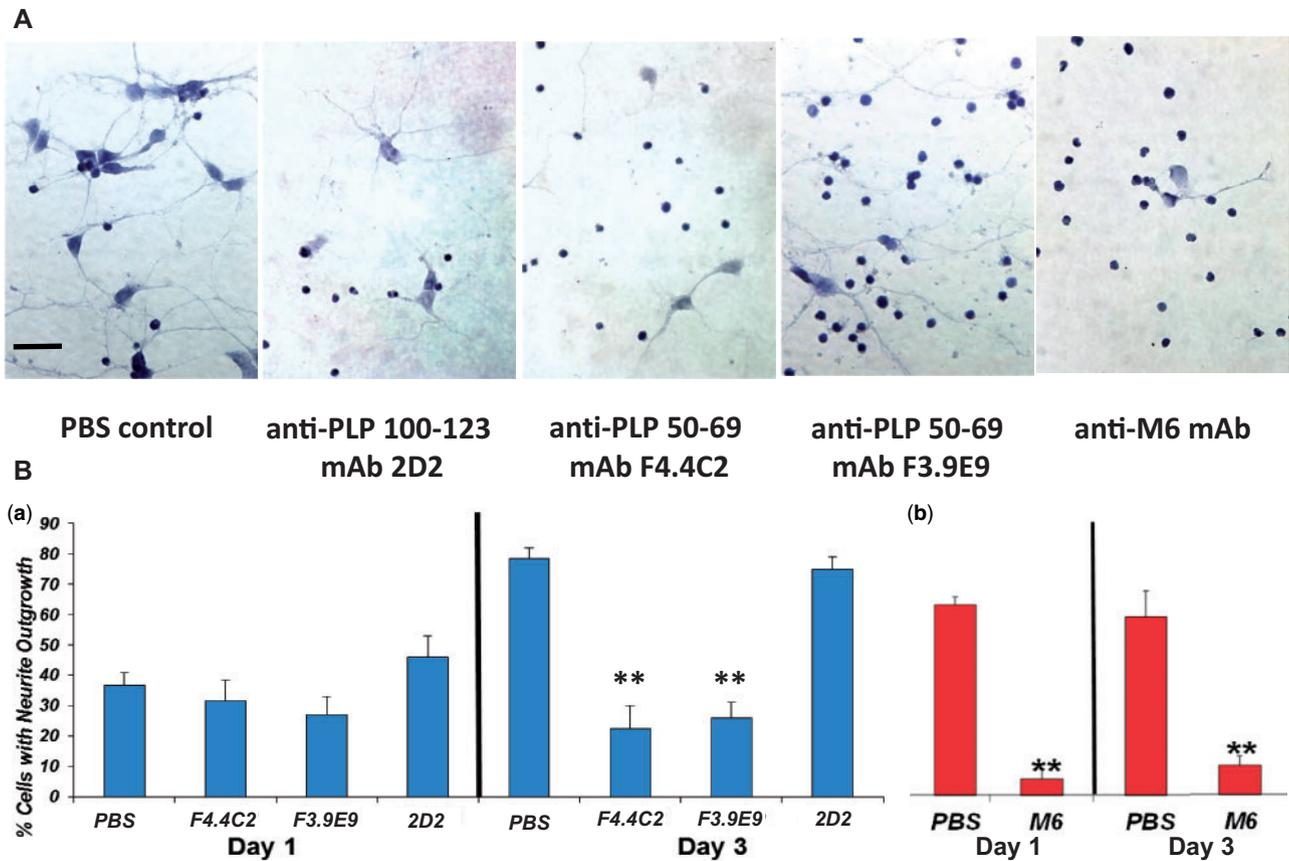 A
PBS control
anti-PLP 100-123
mAb 2D2
anti-PLP 50-69
mAb F4.4C2
anti-PLP 50-69
mAb F3.9E9
anti-M6 mAb
B
(a)
% Cells with Neurite Outgrowth
90
80
70
60
50
40
30
20
10
0
**
**
PBS
F4.4C2
F3.9E9
2D2
PBS
F4.4C2
F3.9E9
2D2
Day 1
Day 3
(b)
**
**
PBS
M6
PBS
M6
Day 1
Day 3